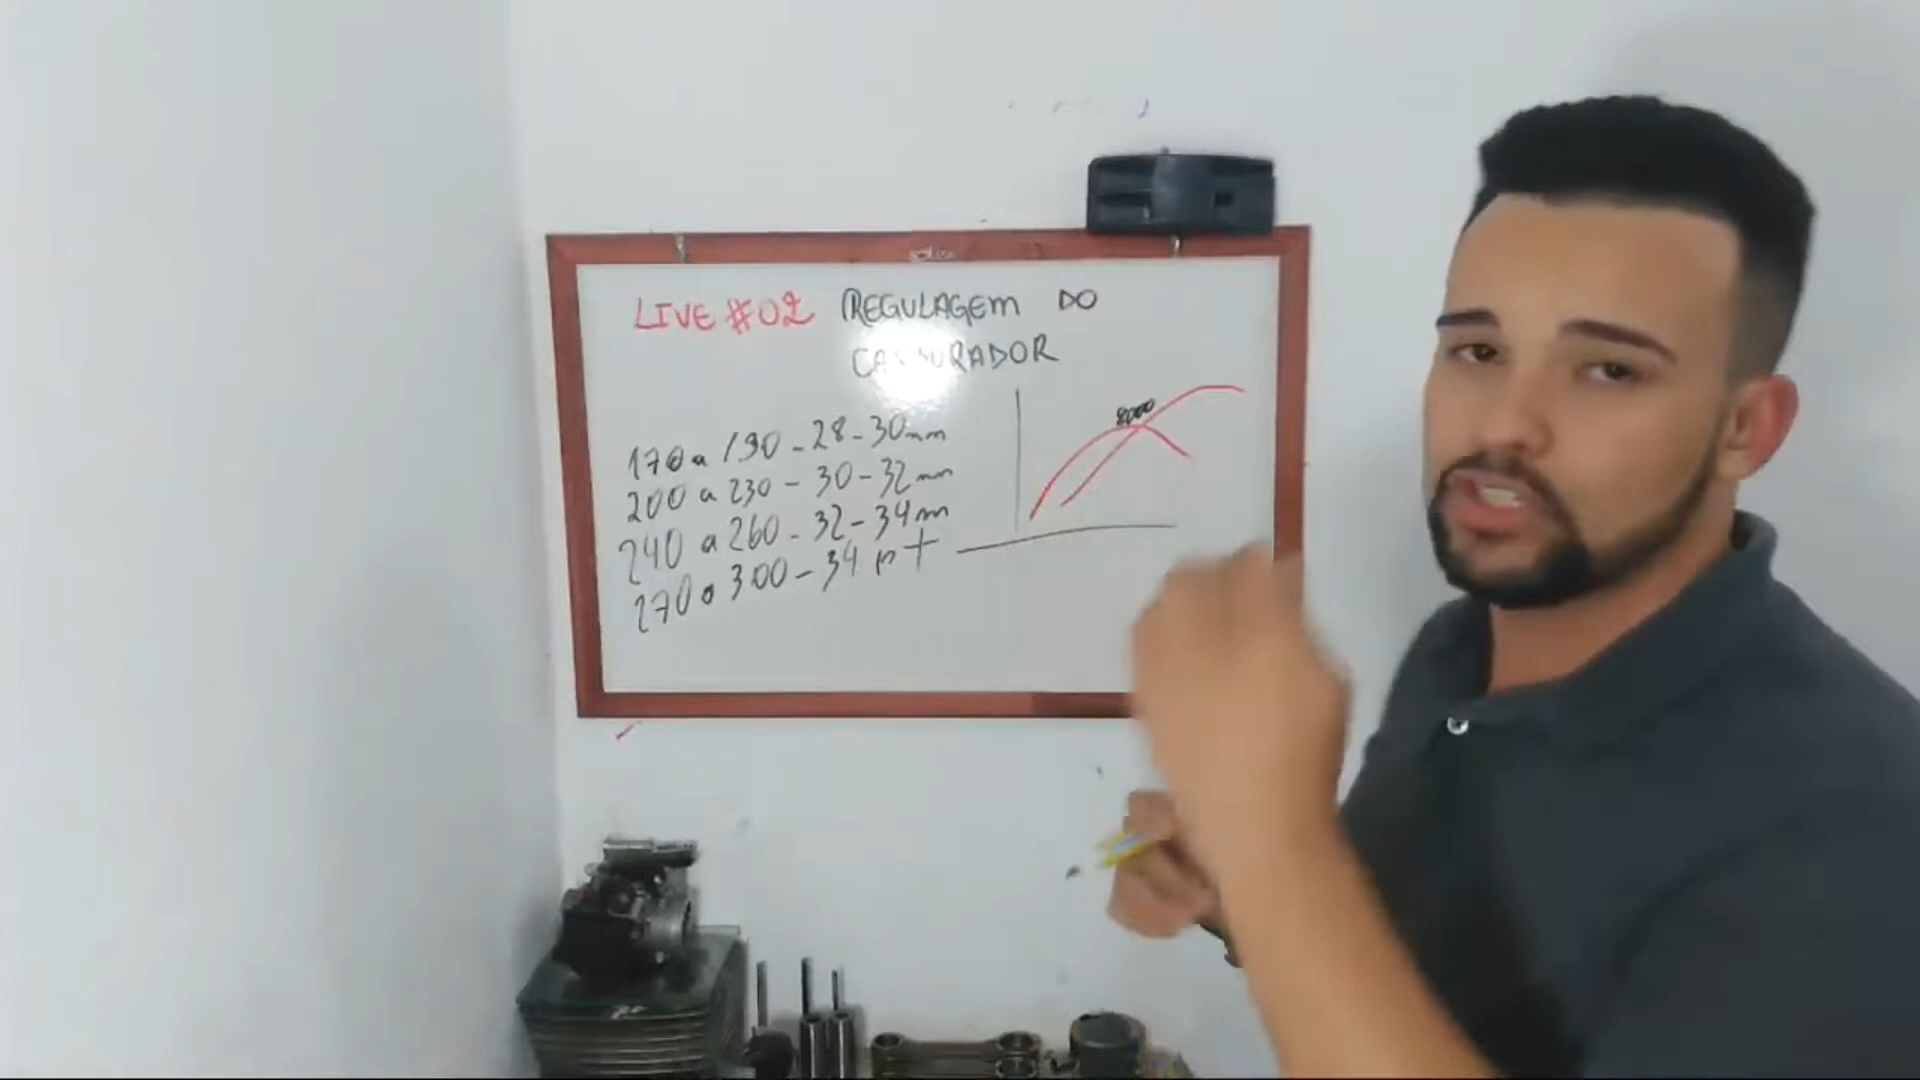 LIVE #02 REGULAGEM DO
CARBURADOR
170 a 190 - 28 - 30mm
200 a 230 - 30 - 32mm
240 a 260 - 32 - 34m
270 a 300 - 34 p +
8000